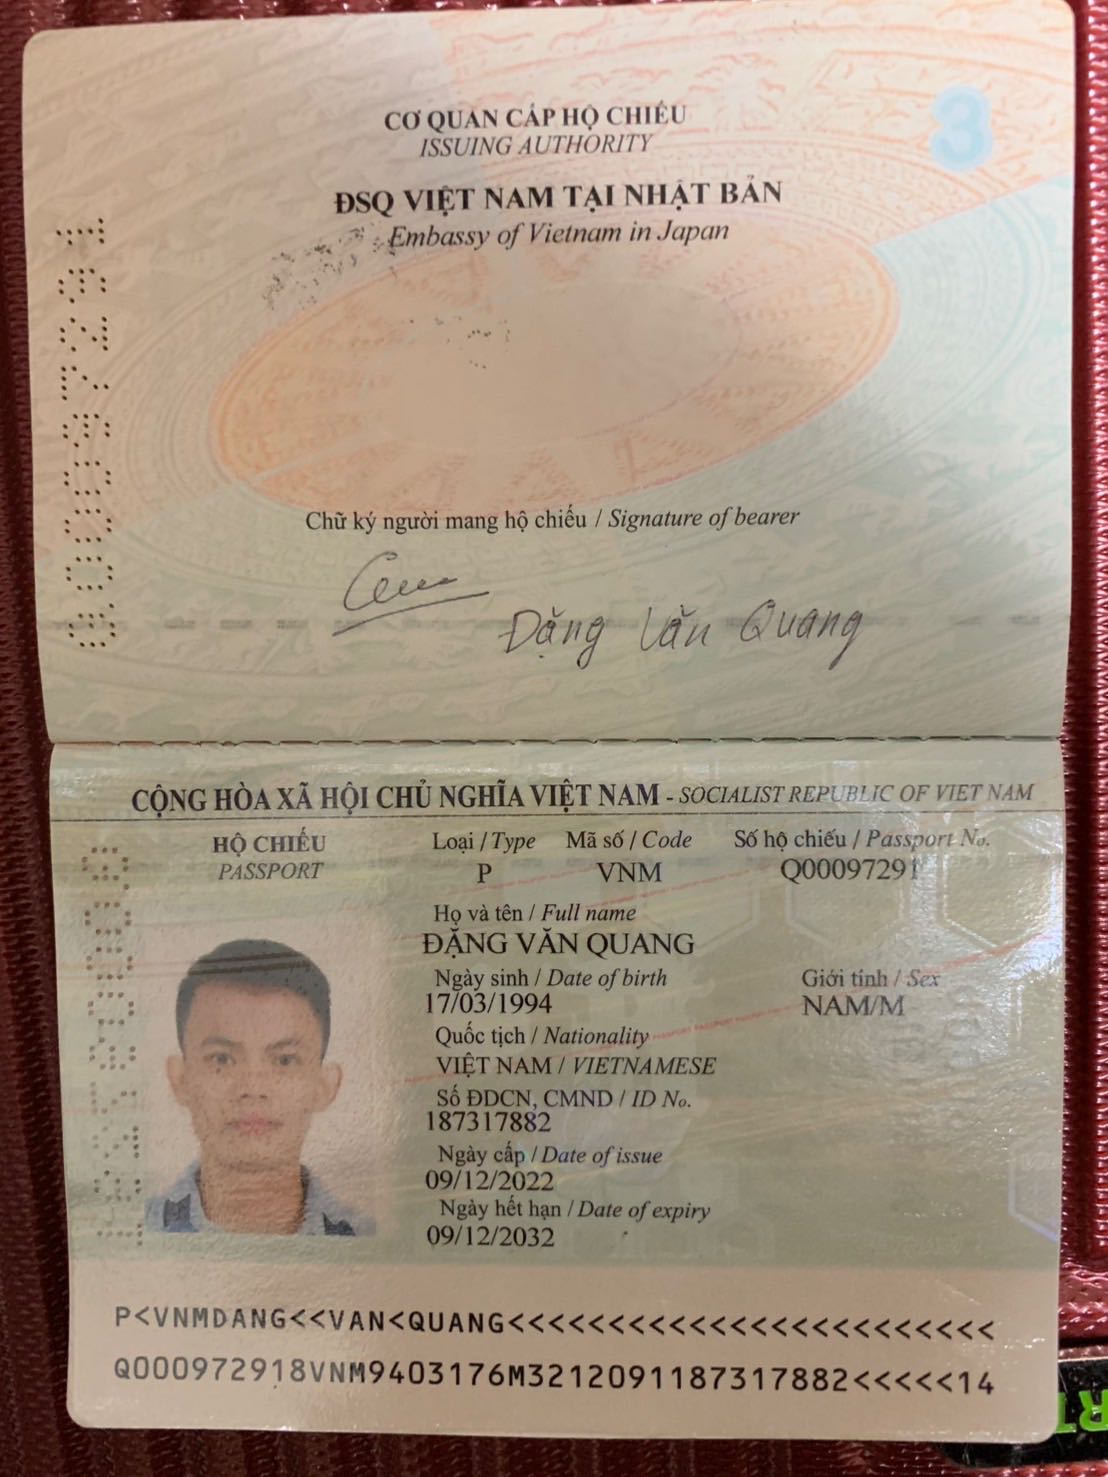 3
CƠ QUAN CẤP HỘ CHIẾU
ISSUING AUTHORITY
ĐSQ VIỆT NAM TẠI NHẬT BẢN
Embassy of Vietnam in Japan
Chữ ký người mang hộ chiếu / Signature of bearer
Đặng Văn Quang
CỘNG HÒA XÃ HỘI CHỦ NGHĨA VIỆT NAM - SOCIALIST REPUBLIC OF VIET NAM
HỘ CHIẾU
PASSPORT
Loại / Type Mã số / Code Số hộ chiếu / Passport No.
P VNM Q00097291
Họ và tên / Full name
ĐẶNG VĂN QUANG
Ngày sinh / Date of birth Giới tính / Sex
17/03/1994 NAM/M
Quốc tịch / Nationality
VIỆT NAM / VIETNAMESE
Số ĐDCN, CMND / ID No.
187317882
Ngày cấp / Date of issue
09/12/2022
Ngày hết hạn / Date of expiry
09/12/2032
P<VNMDANG<<VAN<QUANG<<<<<<<<<<<<<<<<<<<<<<<<
Q000972918VNM9403176M3212091187317882<<<<<14